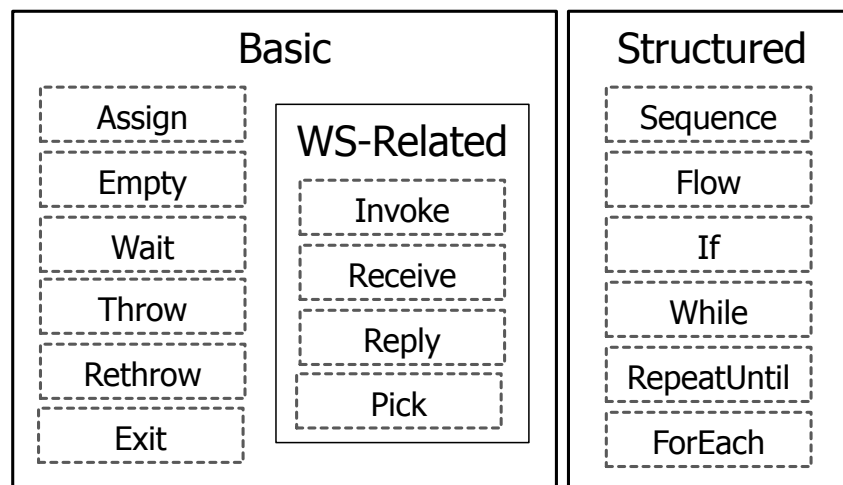 Basic
Assign
Empty
Wait
Throw
Rethrow
Exit
WS-Related
Invoke
Receive
Reply
Pick
Structured
Sequence
Flow
If
While
RepeatUntil
ForEach